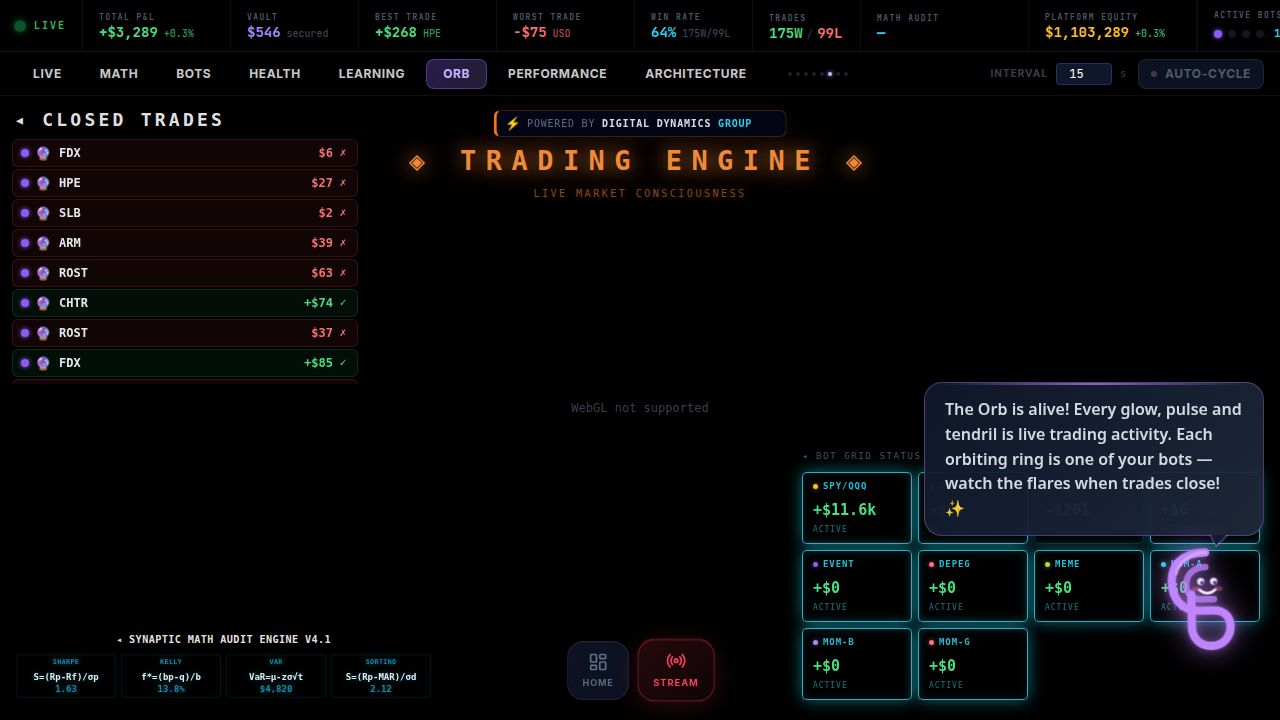 LIVE
TOTAL P&L
+$3,289 +0.3%
VAULT
$546 secured
BEST TRADE
+$268 HPE
WORST TRADE
-$75 USO
WIN RATE
64% 175W/99L
TRADES
175W / 99L
MATH AUDIT
—
PLATFORM EQUITY
$1,103,289 +0.3%
ACTIVE BOTS
LIVE MATH BOTS HEALTH LEARNING ORB PERFORMANCE ARCHITECTURE
INTERVAL 15 s AUTO-CYCLE
◂ CLOSED TRADES
FDX $6 ✗
HPE $27 ✗
SLB $2 ✗
ARM $39 ✗
ROST $63 ✗
CHTR +$74 ✓
ROST $37 ✗
FDX +$85 ✓
⚡ POWERED BY DIGITAL DYNAMICS GROUP
◈ TRADING ENGINE ◈
LIVE MARKET CONSCIOUSNESS
WebGL not supported
The Orb is alive! Every glow, pulse and
tendril is live trading activity. Each
orbiting ring is one of your bots —
watch the flares when trades close!
✨
◂ BOT GRID STATUS
SPY/QQQ
+$11.6k
ACTIVE
-$201
+$6
EVENT
+$0
ACTIVE
DEPEG
+$0
ACTIVE
MEME
+$0
ACTIVE
MOM-A
+$0
MOM-B
+$0
ACTIVE
MOM-G
+$0
ACTIVE
◂ SYNAPTIC MATH AUDIT ENGINE V4.1
SHARPE
S=(Rp-Rf)/σp
1.63
KELLY
f*=(bp-q)/b
13.8%
VAR
VaR=μ-zσ√t
$4,820
SORTINO
S=(Rp-MAR)/σd
2.12
HOME
STREAM